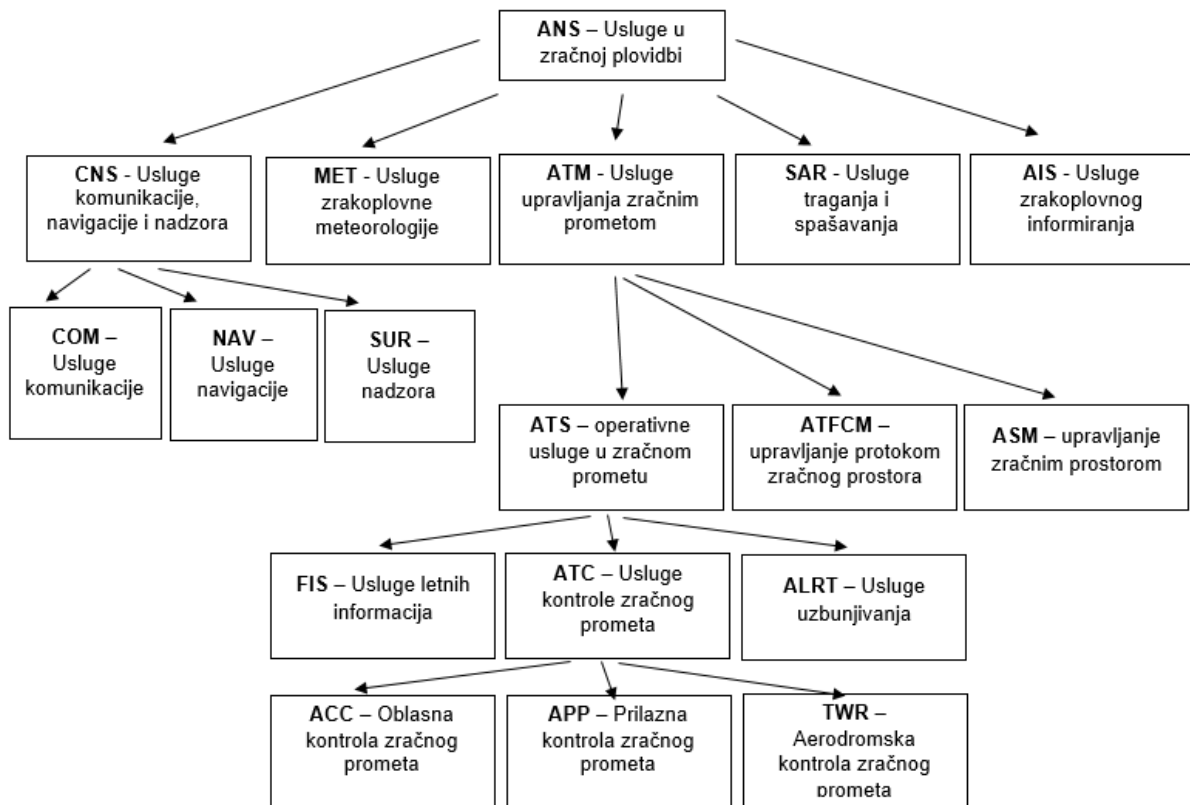 ANS – Usluge u
zračnoj plovidbi
CNS - Usluge
komunikacije,
navigacije i nadzora
MET - Usluge
zrakoplovne
meteorologije
ATM - Usluge
upravljanja zračnim
prometom
SAR - Usluge
traganja i
spašavanja
AIS - Usluge
zrakoplovnog
informiranja
COM –
Usluge
komunikacije
NAV –
Usluge
navigacije
SUR –
Usluge
nadzora
ATS – operativne
usluge u zračnom
prometu
ATFCM –
upravljanje protokom
zračnog prostora
ASM – upravljanje
zračnim prostorom
FIS – Usluge letnih
informacija
ATC – Usluge
kontrole zračnog
prometa
ALRT – Usluge
uzbunjivanja
ACC – Oblasna
kontrola zračnog
prometa
APP – Prilazna
kontrola zračnog
prometa
TWR –
Aerodromska
kontrola zračnog
prometa